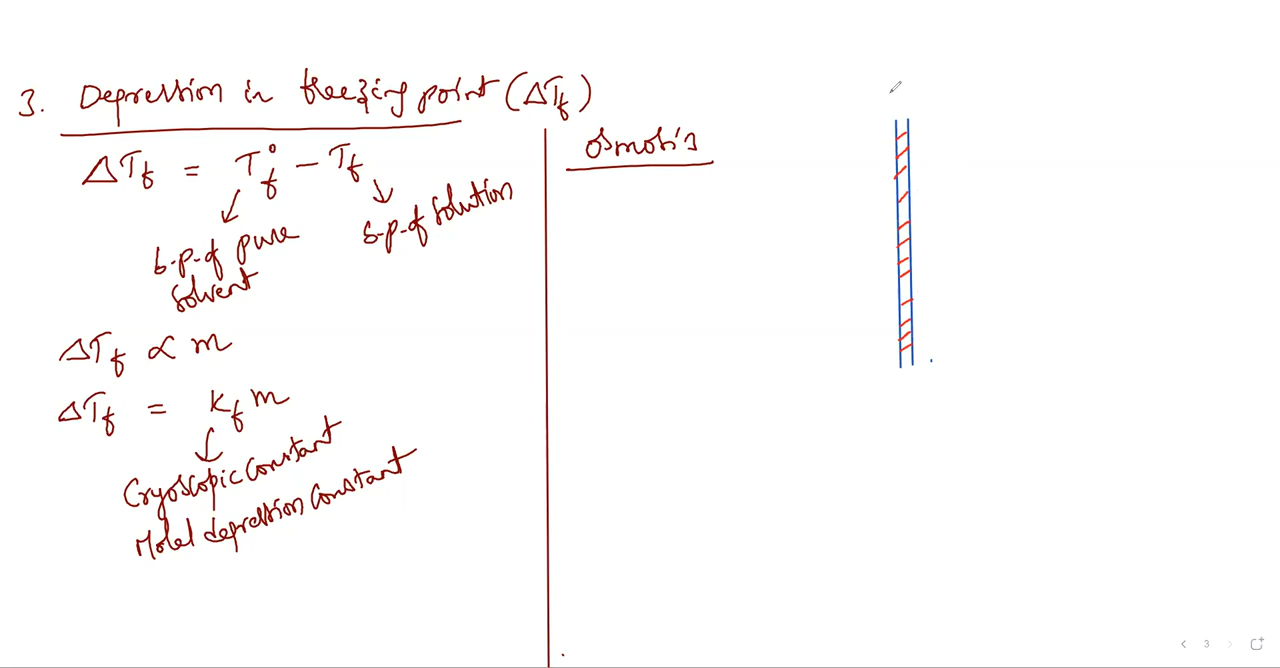 3. Depression in freezing point (ΔTf)
ΔTf = Tf° – Tf
f.p. of pure
solvent
f.p. of solution
ΔTf ∝ m
ΔTf = Kf m
Cryoscopic Constant
Molal depression Constant
Osmosis
3